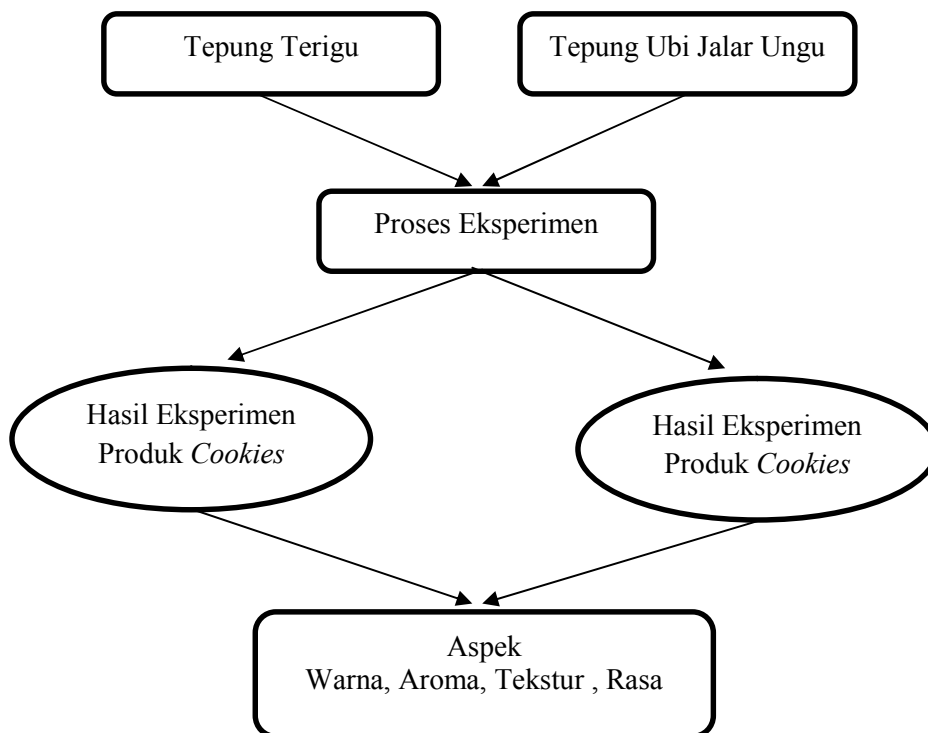 Tepung Terigu
Tepung Ubi Jalar Ungu
Proses Eksperimen
Hasil Eksperimen
Produk Cookies
Hasil Eksperimen
Produk Cookies
Aspek
Warna, Aroma, Tekstur , Rasa